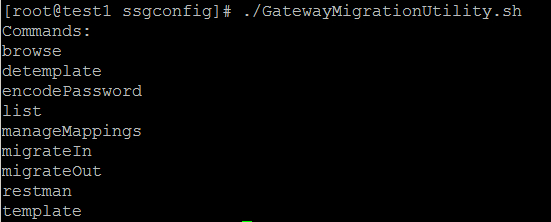 [root@test1 ssgconfig]# ./GatewayMigrationUtility.sh
Commands:
browse
detemplate
encodePassword
list
manageMappings
migrateIn
migrateOut
restman
template